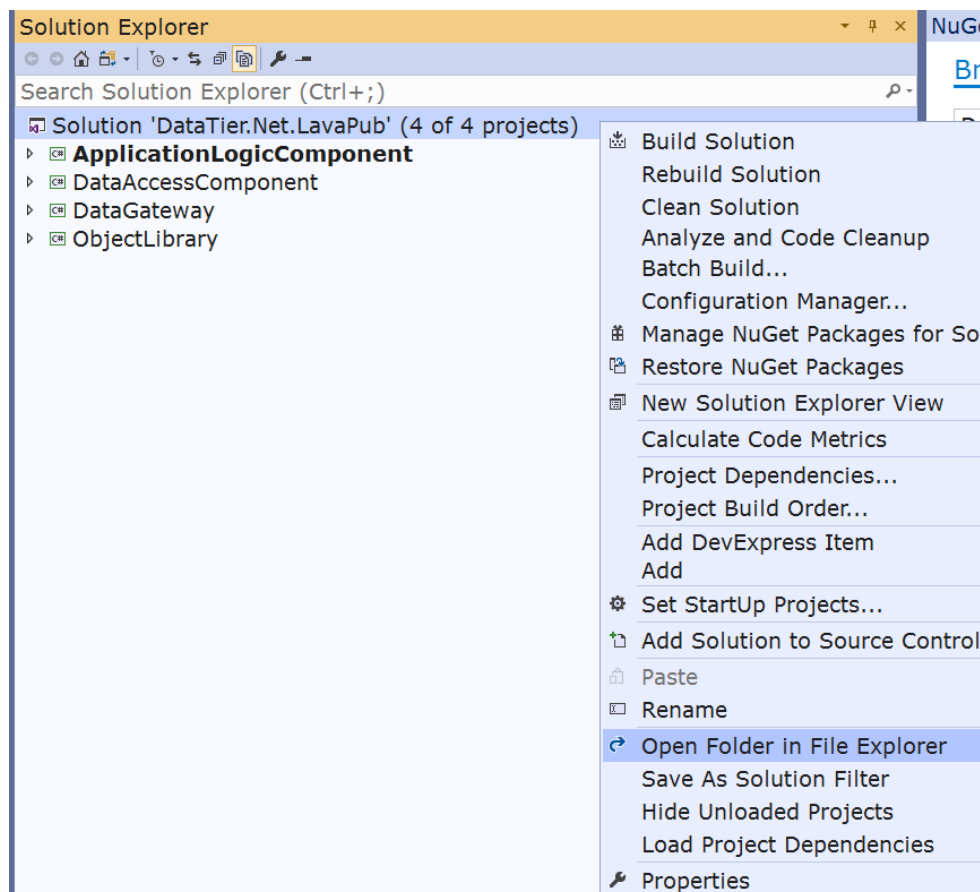 Solution Explorer
NuGe
Br
Search Solution Explorer (Ctrl+;)
Solution 'DataTier.Net.LavaPub' (4 of 4 projects)
C# ApplicationLogicComponent
C# DataAccessComponent
C# DataGateway
C# ObjectLibrary
Build Solution
Rebuild Solution
Clean Solution
Analyze and Code Cleanup
Batch Build...
Configuration Manager...
Manage NuGet Packages for So
Restore NuGet Packages
New Solution Explorer View
Calculate Code Metrics
Project Dependencies...
Project Build Order...
Add DevExpress Item
Add
Set StartUp Projects...
Add Solution to Source Control
Paste
Rename
Open Folder in File Explorer
Save As Solution Filter
Hide Unloaded Projects
Load Project Dependencies
Properties